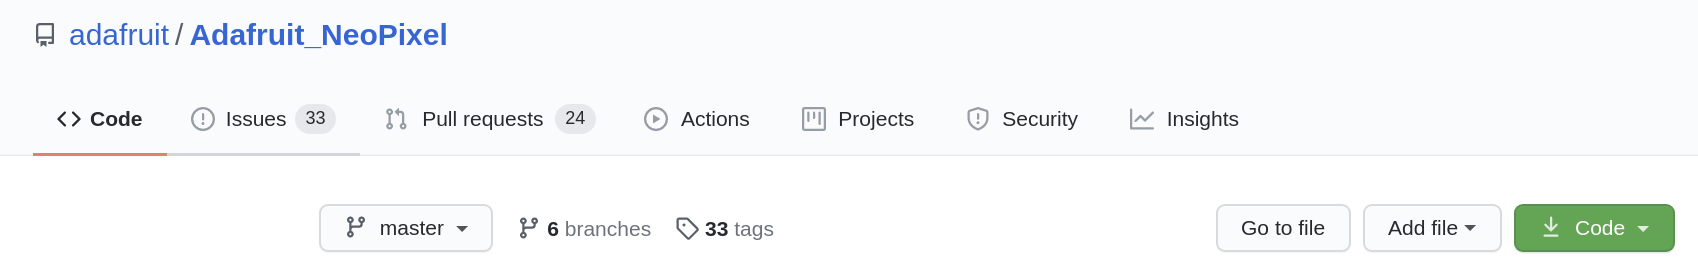 adafruit / Adafruit_NeoPixel
Code Issues 33 Pull requests 24 Actions Projects Security Insights
master 6 branches 33 tags Go to file Add file Code